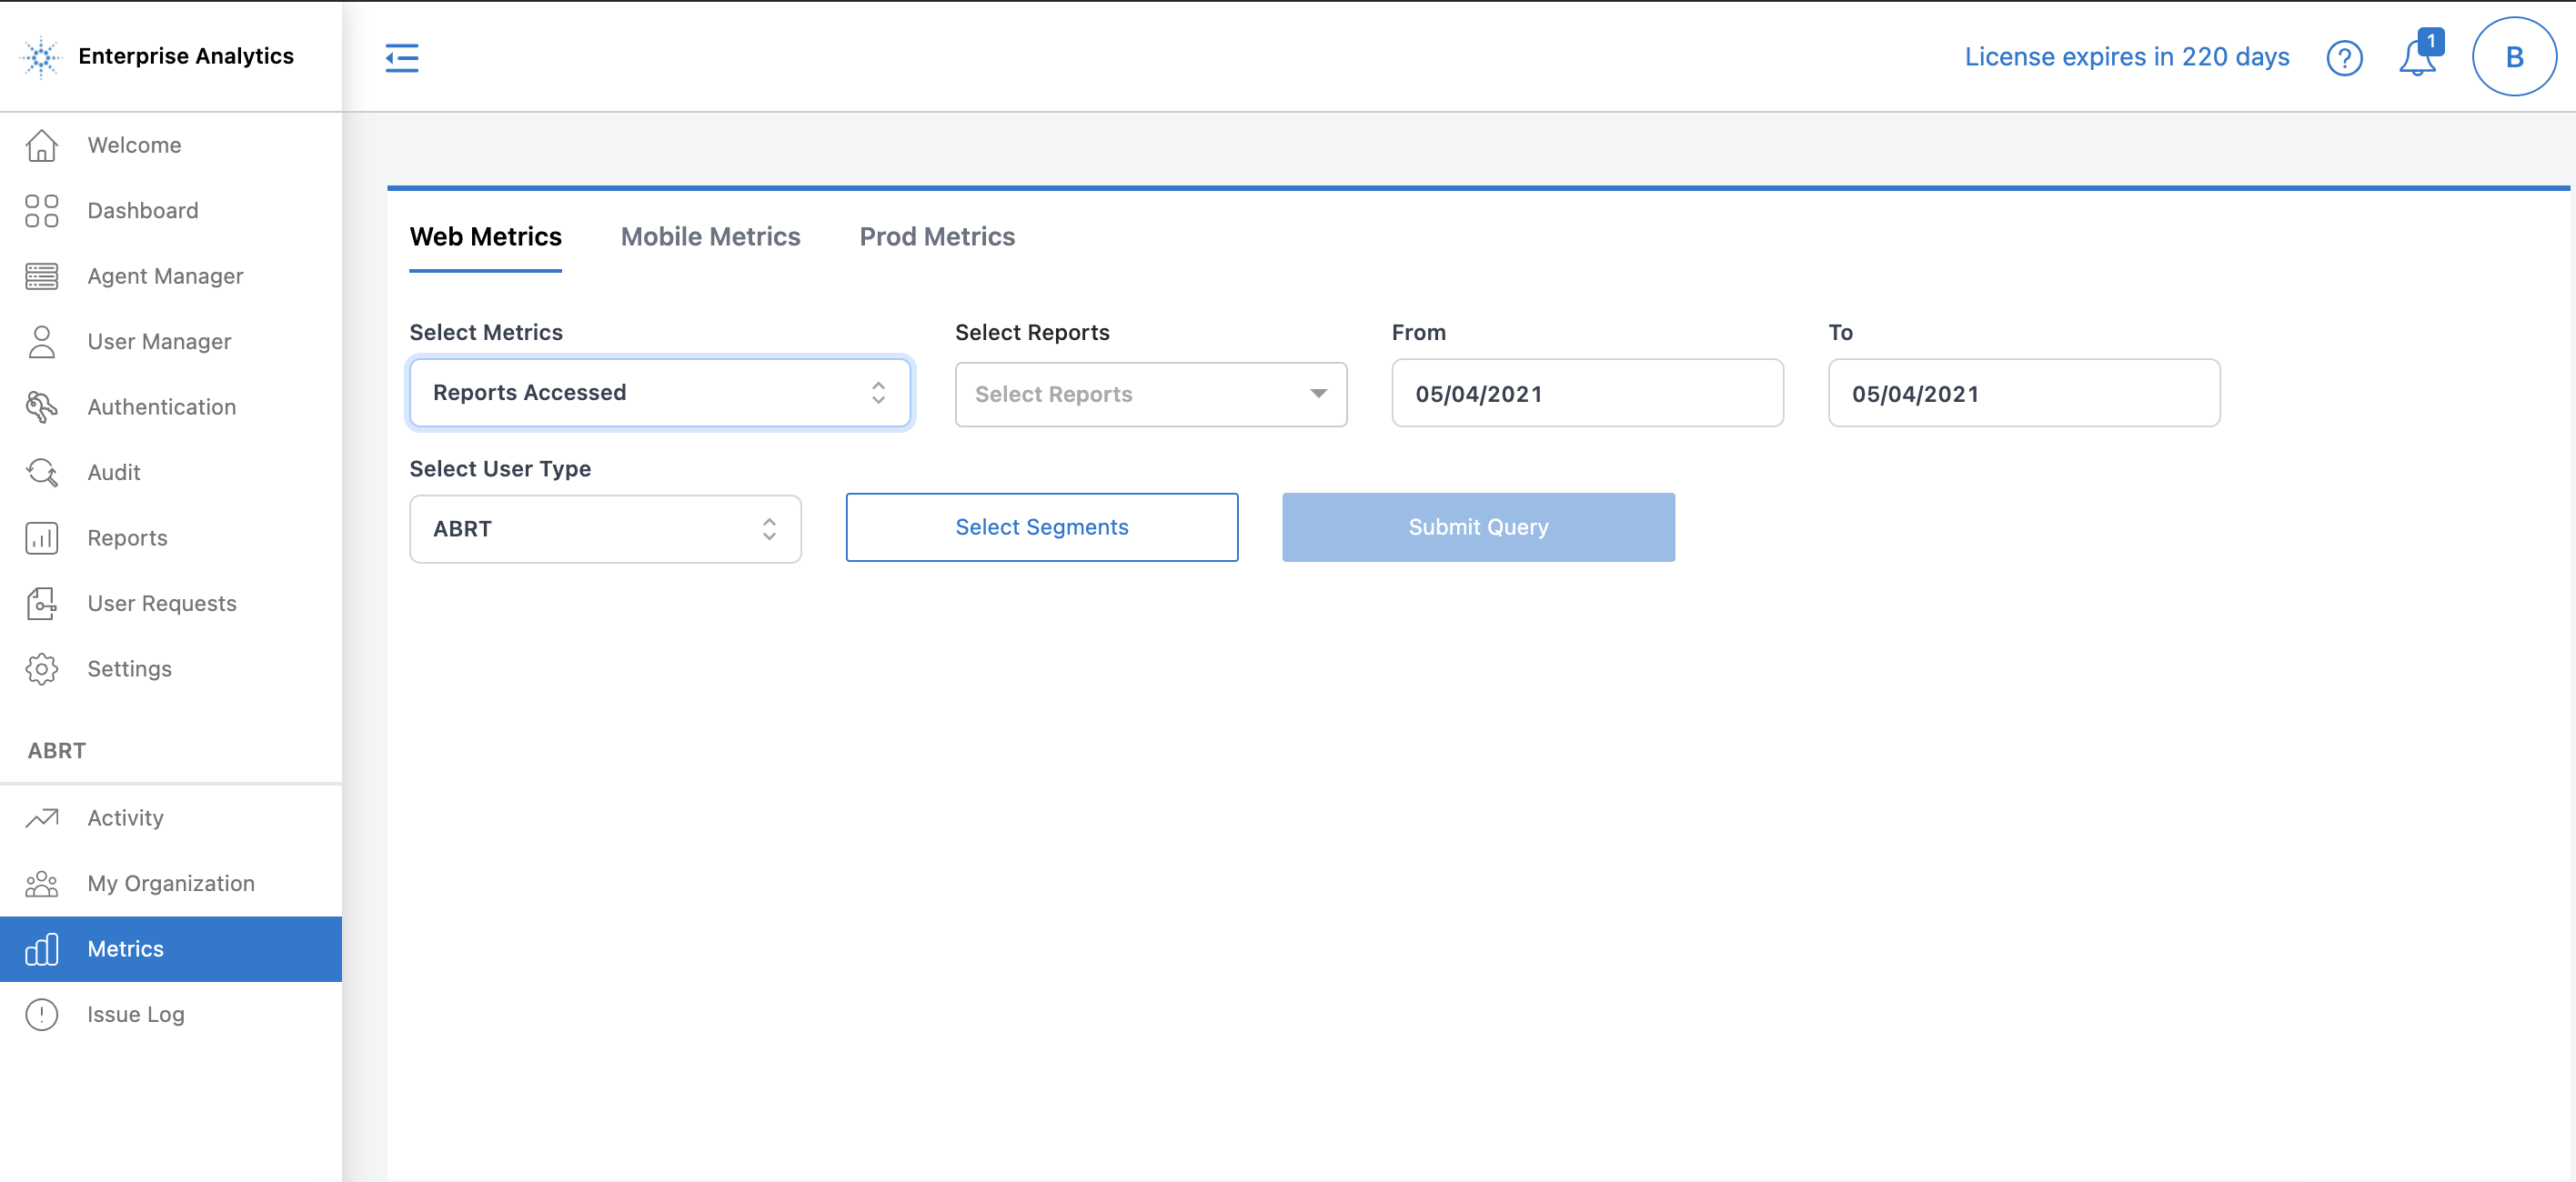 Enterprise Analytics
License expires in 220 days
?
1
B
Welcome
Dashboard
Agent Manager
User Manager
Authentication
Audit
Reports
User Requests
Settings
ABRT
Activity
My Organization
Metrics
Issue Log
Web Metrics Mobile Metrics Prod Metrics
Select Metrics Select Reports From To
Reports Accessed Select Reports 05/04/2021 05/04/2021
Select User Type
ABRT Select Segments Submit Query